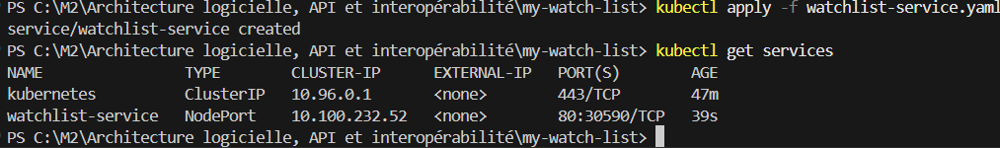 PS C:\M2\Architecture logicielle, API et interopérabilité\my-watch-list> kubectl apply -f watchlist-service.yaml
service/watchlist-service created
PS C:\M2\Architecture logicielle, API et interopérabilité\my-watch-list> kubectl get services
NAME TYPE CLUSTER-IP EXTERNAL-IP PORT(S) AGE
kubernetes ClusterIP 10.96.0.1 <none> 443/TCP 47m
watchlist-service NodePort 10.100.232.52 <none> 80:30590/TCP 39s
PS C:\M2\Architecture logicielle, API et interopérabilité\my-watch-list>